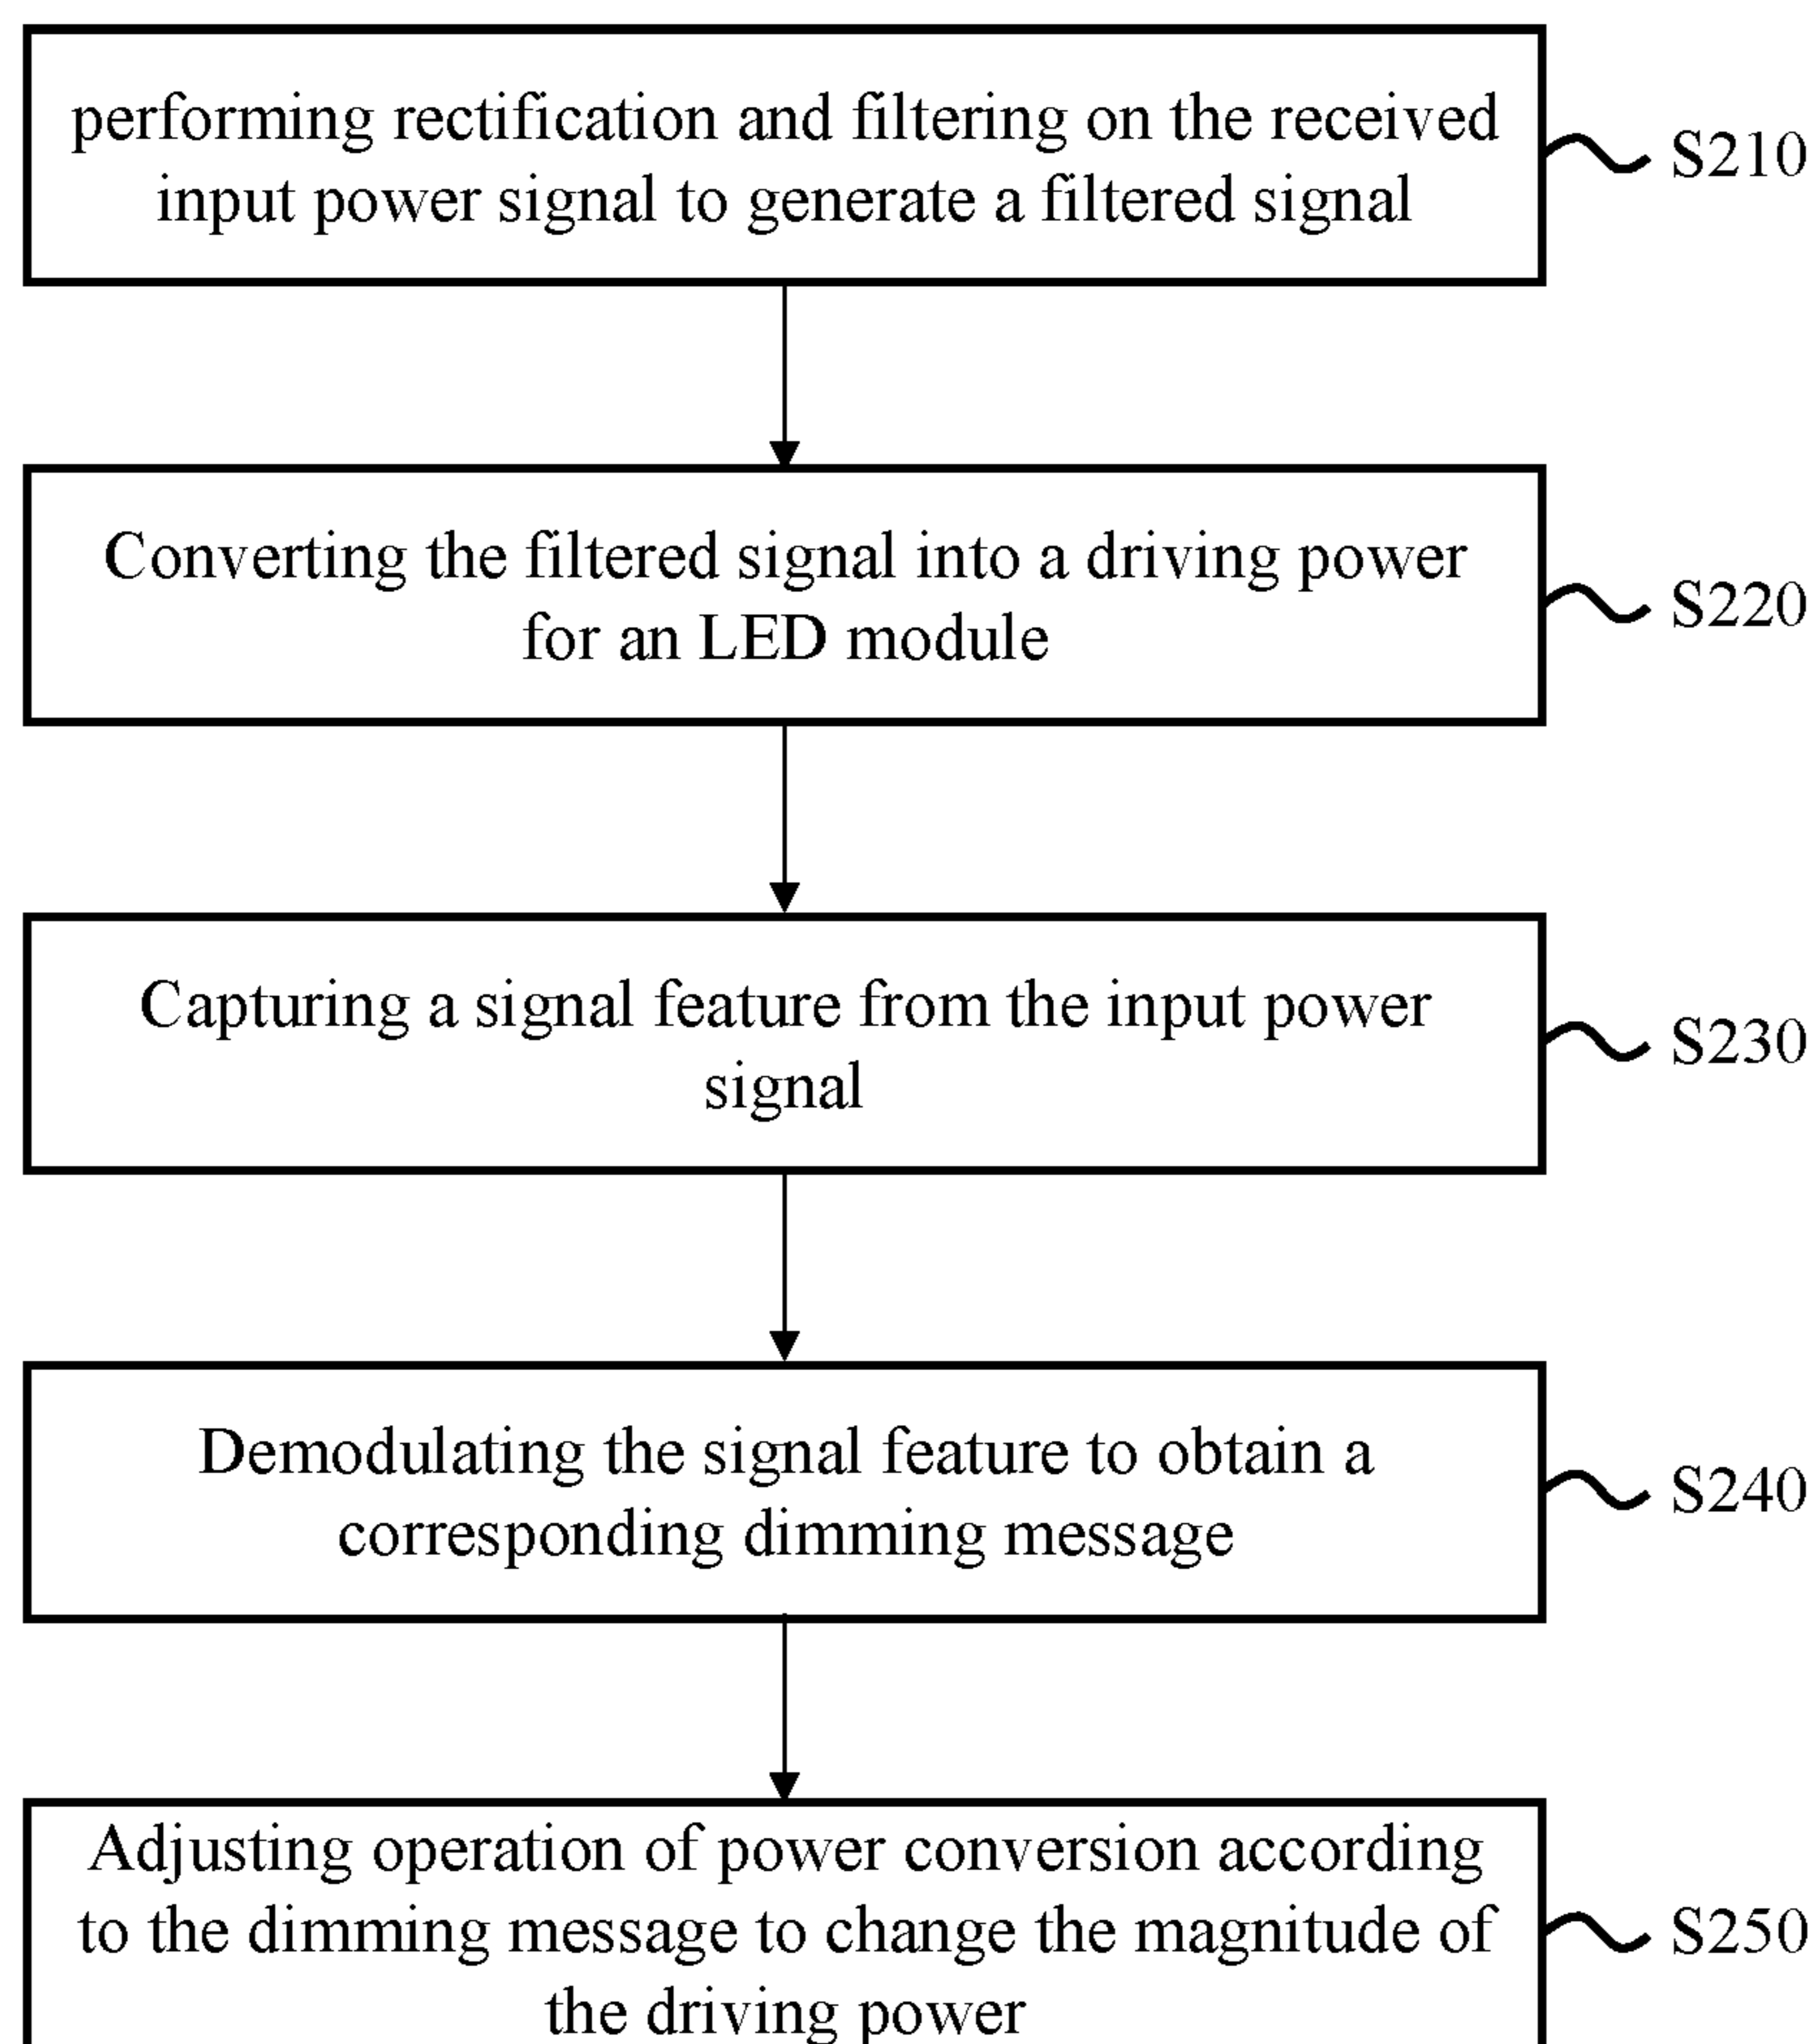 performing rectification and filtering on the received
input power signal to generate a filtered signal
S210
Converting the filtered signal into a driving power
for an LED module
S220
Capturing a signal feature from the input power
signal
S230
Demodulating the signal feature to obtain a
corresponding dimming message
S240
Adjusting operation of power conversion according
to the dimming message to change the magnitude of
the driving power
S250